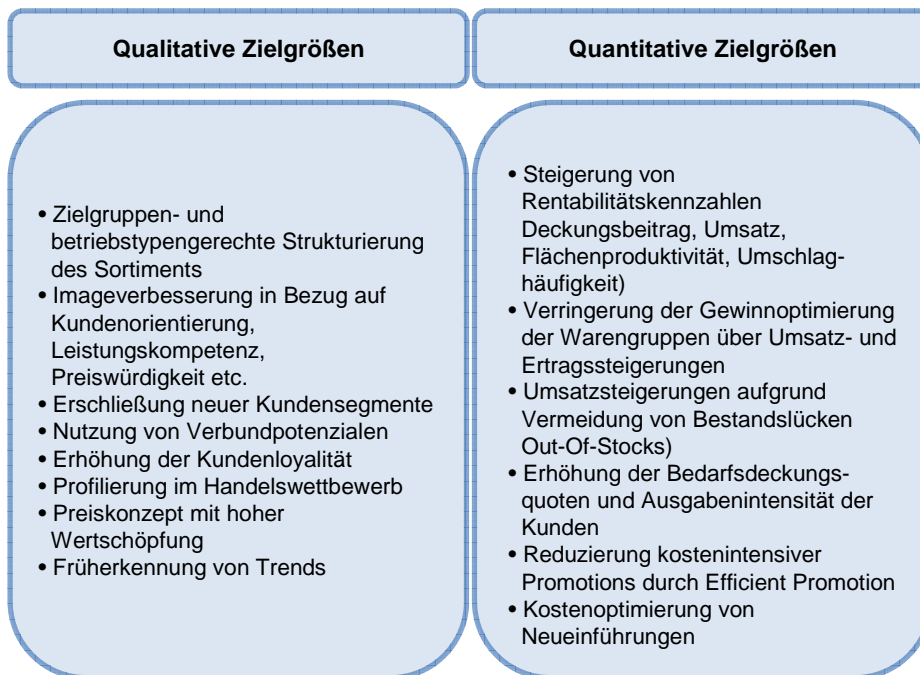 Qualitative Zielgrößen
• Zielgruppen- und
betriebstypengerechte Strukturierung
des Sortiments
• Imageverbesserung in Bezug auf
Kundenorientierung,
Leistungskompetenz,
Preiswürdigkeit etc.
• Erschließung neuer Kundensegmente
• Nutzung von Verbundpotenzialen
• Erhöhung der Kundenloyalität
• Profilierung im Handelswettbewerb
• Preiskonzept mit hoher
Wertschöpfung
• Früherkennung von Trends
Quantitative Zielgrößen
• Steigerung von
Rentabilitätskennzahlen
Deckungsbeitrag, Umsatz,
Flächenproduktivität, Umschlag-
häufigkeit)
• Verringerung der Gewinnoptimierung
der Warengruppen über Umsatz- und
Ertragssteigerungen
• Umsatzsteigerungen aufgrund
Vermeidung von Bestandslücken
Out-Of-Stocks)
• Erhöhung der Bedarfsdeckungs-
quoten und Ausgabenintensität der
Kunden
• Reduzierung kostenintensiver
Promotions durch Efficient Promotion
• Kostenoptimierung von
Neueinführungen